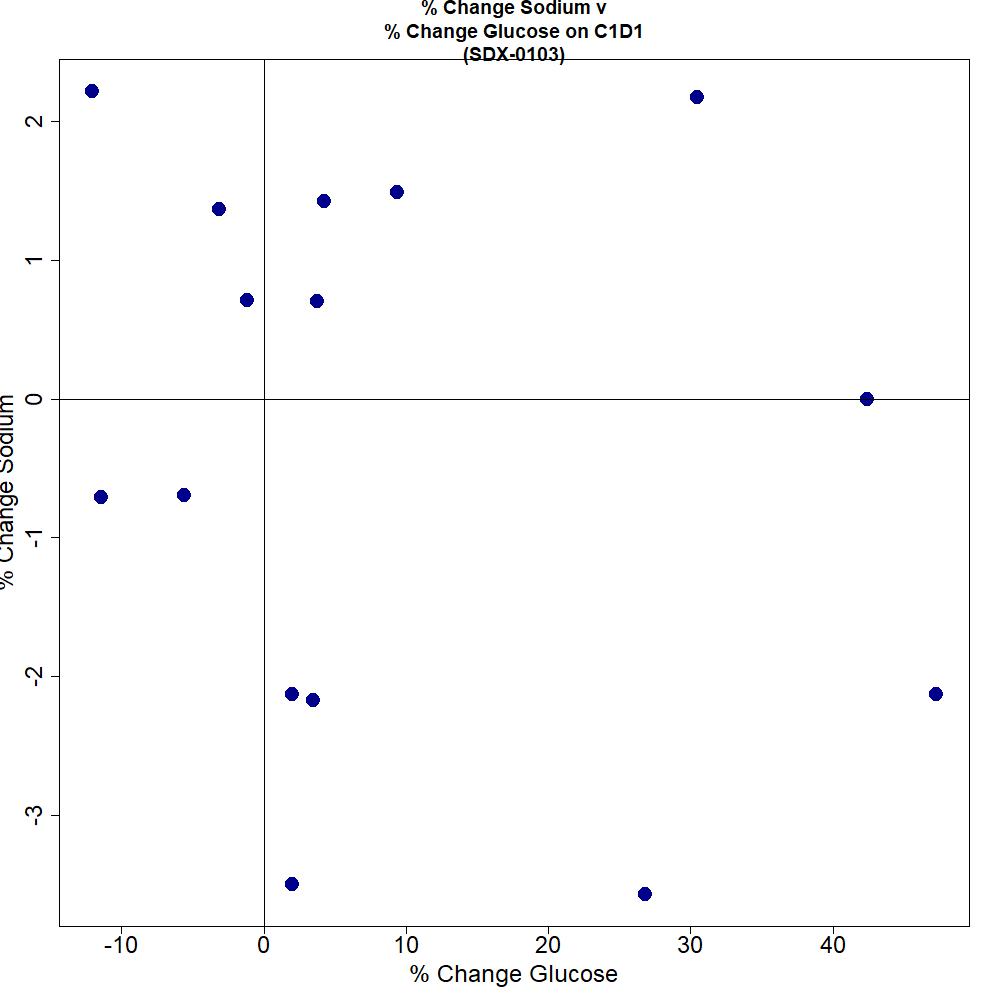 % Change Sodium v
% Change Glucose on C1D1
(SDX-0103)
% Change Sodium
2
1
0
-1
-2
-3
-10
0
10
20
30
40
% Change Glucose